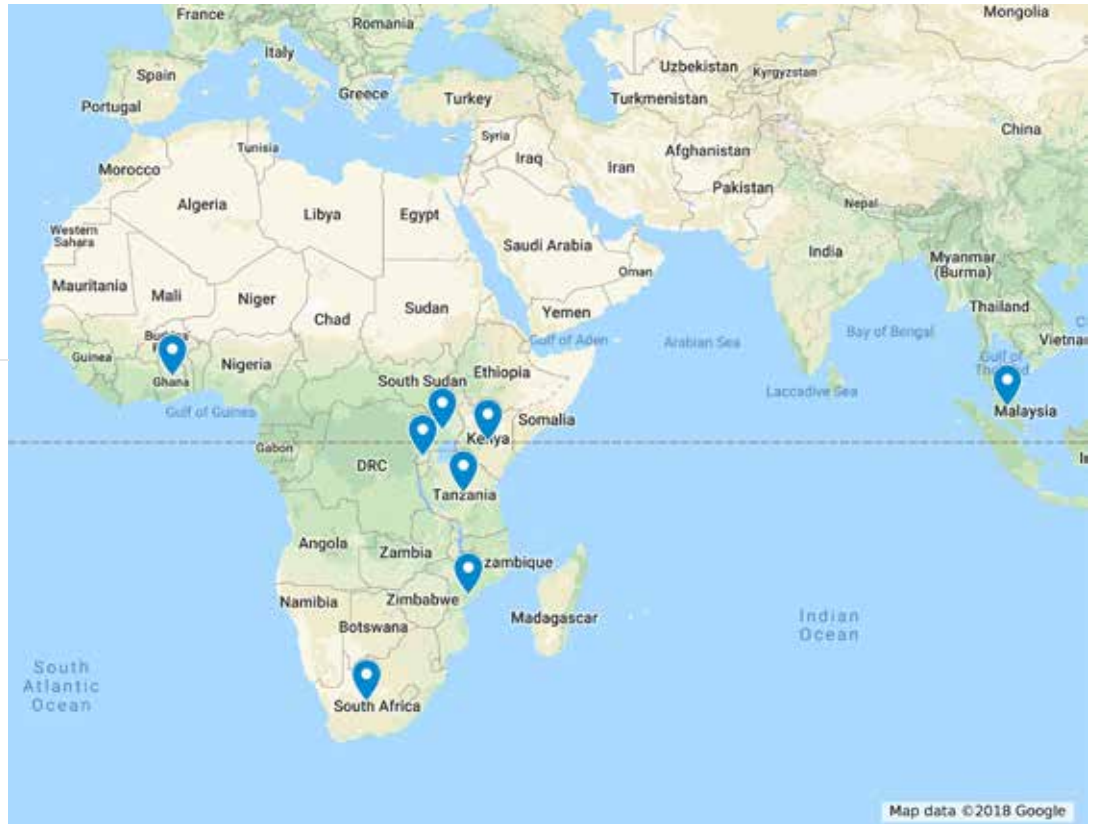 France
Romania
Mongolia
Italy
Uzbekistan
Kyrgyzstan
Spain
Greece
Turkey
Turkmenistan
Portugal
Syria
China
Tunisia
Iraq
Iran
Afghanistan
Morocco
Pakistan
Algeria
Libya
Egypt
Nepal
Western
Sahara
Saudi Arabia
India
Myanmar
(Burma)
Oman
Mauritania
Mali
Niger
Chad
Sudan
Yemen
Thailand
Gulf of Aden
Arabian Sea
Bay of Bengal
Guinea
Nigeria
Ethiopia
Gulf of
Ghana
South Sudan
Laccadive Sea
Gulf of Guinea
Somalia
Malaysia
Kenya
Gabon
DRC
Tanzania
Angola
Zambia
zambique
Namibia
Zimbabwe
Botswana
Madagascar
Indian
Ocean
South
Atlantic
Ocean
South Africa
Map data ©2018 Google